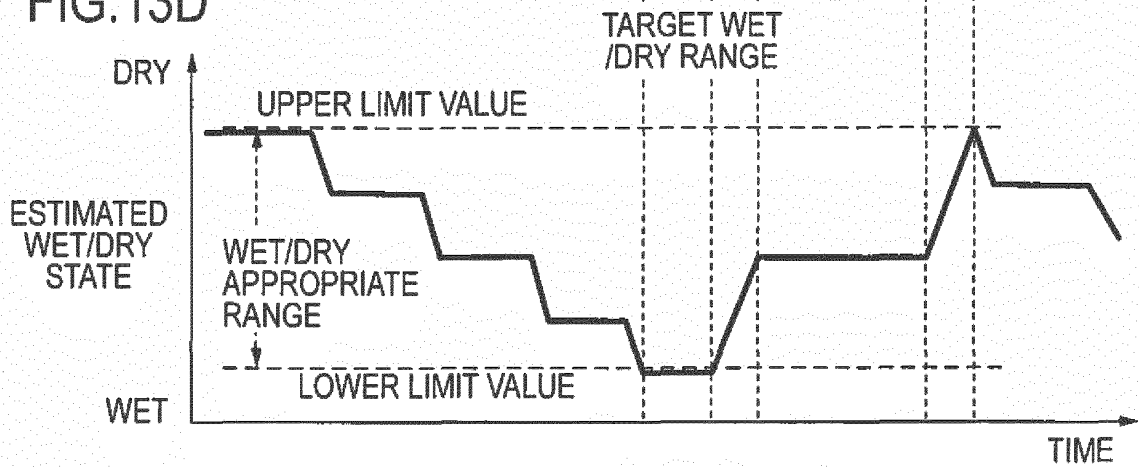 FIG.13D
TARGET WET
/DRY RANGE
DRY
UPPER LIMIT VALUE
ESTIMATED
WET/DRY
STATE
WET/DRY
APPROPRIATE
RANGE
LOWER LIMIT VALUE
WET
TIME